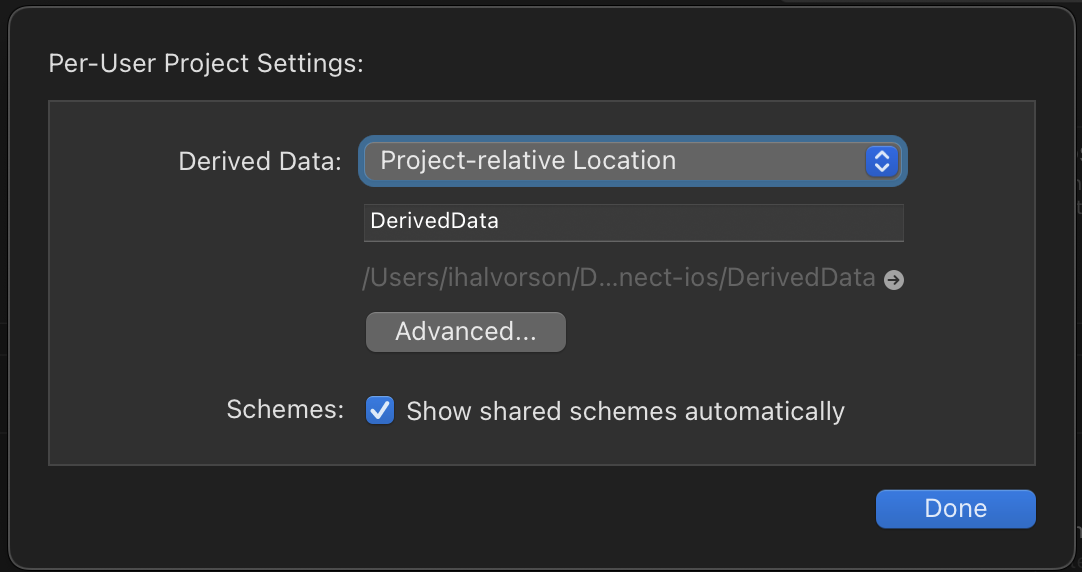 Per-User Project Settings:
Derived Data: Project-relative Location
DerivedData
/Users/ihalvorson/D...nect-ios/DerivedData
Advanced...
Schemes: Show shared schemes automatically
Done